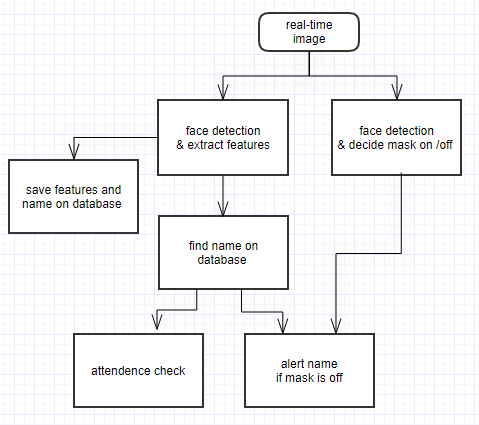 real-time
image
face detection
& extract features
face detection
& decide mask on /off
save features and
name on database
find name on
database
attendence check
alert name
if mask is off